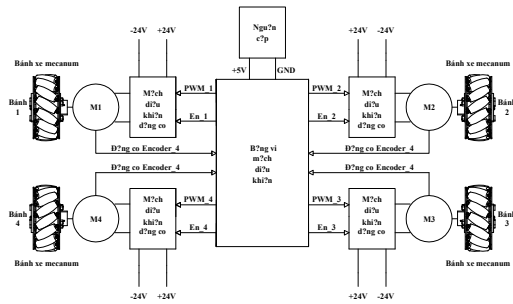 Ngu?n
c?p
-24V
+24V
-24V
+24V
+5V
GND
Bánh xe mecanum
Bánh xe mecanum
M?ch
di?u
khi?n
d?ng co
PWM_1
PWM_2
M?ch
di?u
khi?n
d?ng co
Bánh
1
M1
En_1
En_2
M2
Bánh
2
Đ?ng co Encoder_4
Đ?ng co Encoder_4
B?ng vi
m?ch
di?u
khi?n
Đ?ng co Encoder_4
Đ?ng co Encoder_4
M?ch
di?u
khi?n
d?ng co
PWM_4
PWM_3
M?ch
di?u
khi?n
d?ng co
Bánh
4
M4
En_4
En_3
M3
Bánh
3
Bánh xe mecanum
Bánh xe mecanum
-24V
+24V
-24V
+24V